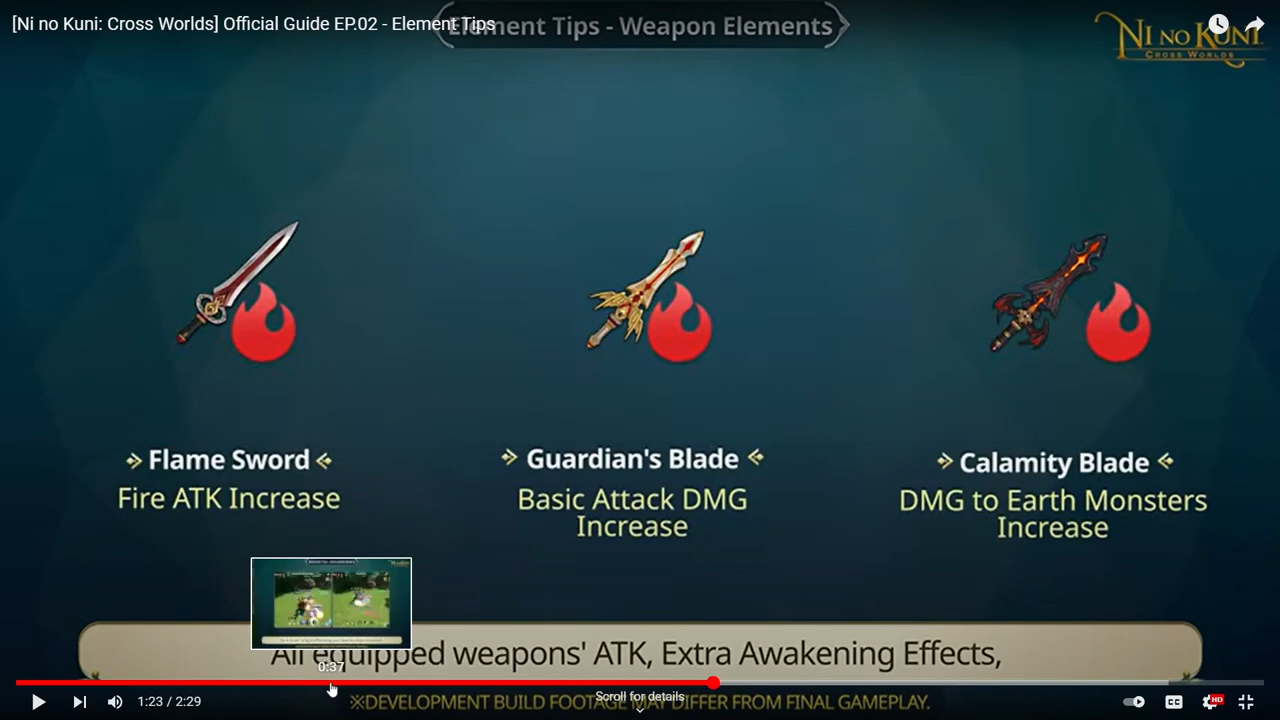 [Ni no Kuni: Cross Worlds] Official Guide EP.02 - Element Tips
Element Tips - Weapon Elements
NI NO KUNI
CROSS WORLDS
Flame Sword
Fire ATK Increase
Guardian's Blade
Basic Attack DMG
Increase
Calamity Blade
DMG to Earth Monsters
Increase
All equipped weapons' ATK, Extra Awakening Effects,
0:37
1:23 / 2:29
Scroll for details
※DEVELOPMENT BUILD FOOTAGE MAY DIFFER FROM FINAL GAMEPLAY.
CC
HD